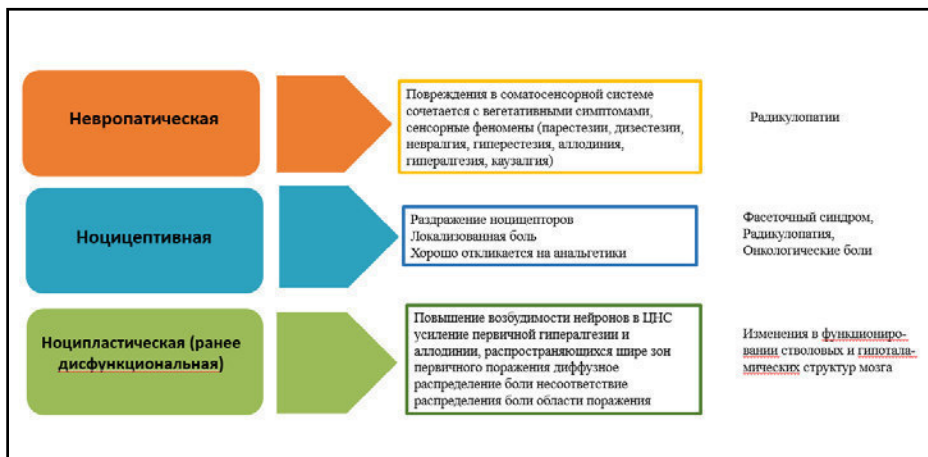 Невропатическая
Повреждения в соматосенсорной системе
сочетается с вегетативными симптомами,
сенсорные феномены (парестезии, дизестезии,
невралгия, гиперестезия, аллодиния,
гипералгезия, каузалгия)
Радикулопатии
Ноцицептивная
Раздражение ноцицепторов
Локализованная боль
Хорошо откликается на анальгетики
Фасеточный синдром,
Радикулопатия,
Онкологические боли
Ноципластическая (ранее
дисфункциональная)
Повышение возбудимости нейронов в ЦНС
усиление первичной гипералгезии и
аллодинии, распространяющихся шире зон
первичного поражения диффузное
распределение боли несоответствие
распределения боли области поражения
Изменения в функциониро-
вании стволовых и гипотала-
мических структур мозга